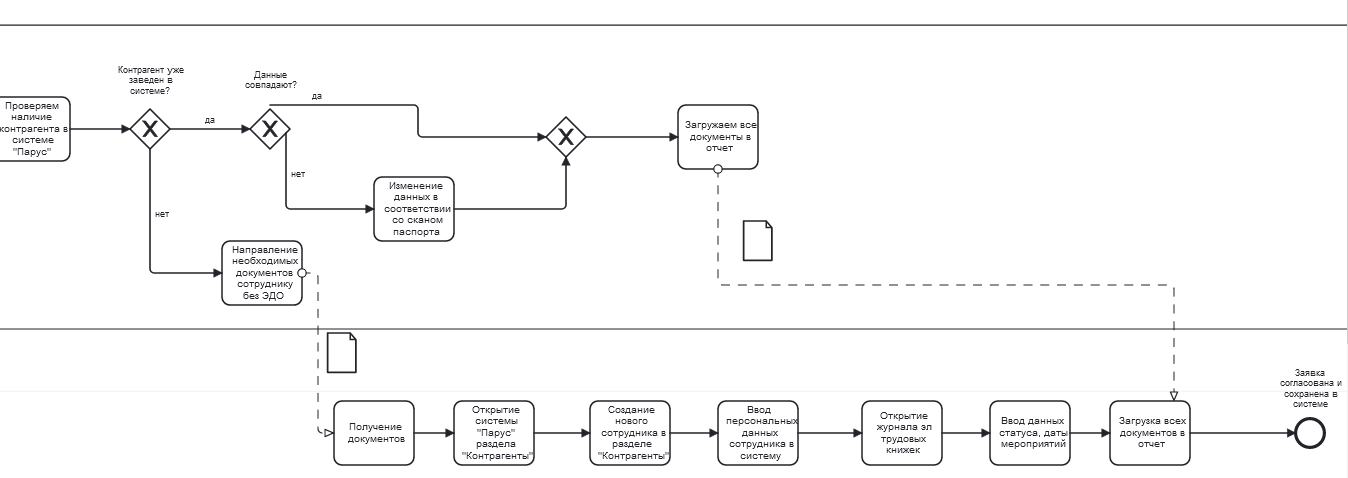 Контрагент уже
заведен в
системе?
Данные
совпадают?
Проверяем
наличие
контрагента в
системе
"Парус"
да
да
нет
нет
Загружаем все
документы в
отчет
Изменение
данных в
соответствии
со сканом
паспорта
Направление
необходимых
документов
сотруднику
без ЭДО
Получение
документов
Открытие
системы
"Парус"
раздела
"Контрагенты"
Создание
нового
сотрудника в
разделе
"Контрагенты"
Ввод
персональных
данных
сотрудника в
систему
Открытие
журнала эл
трудовых
книжек
Ввод данных
статуса, даты
мероприятий
Загрузка всех
документов в
отчет
Заявка
согласована и
сохранена в
системе